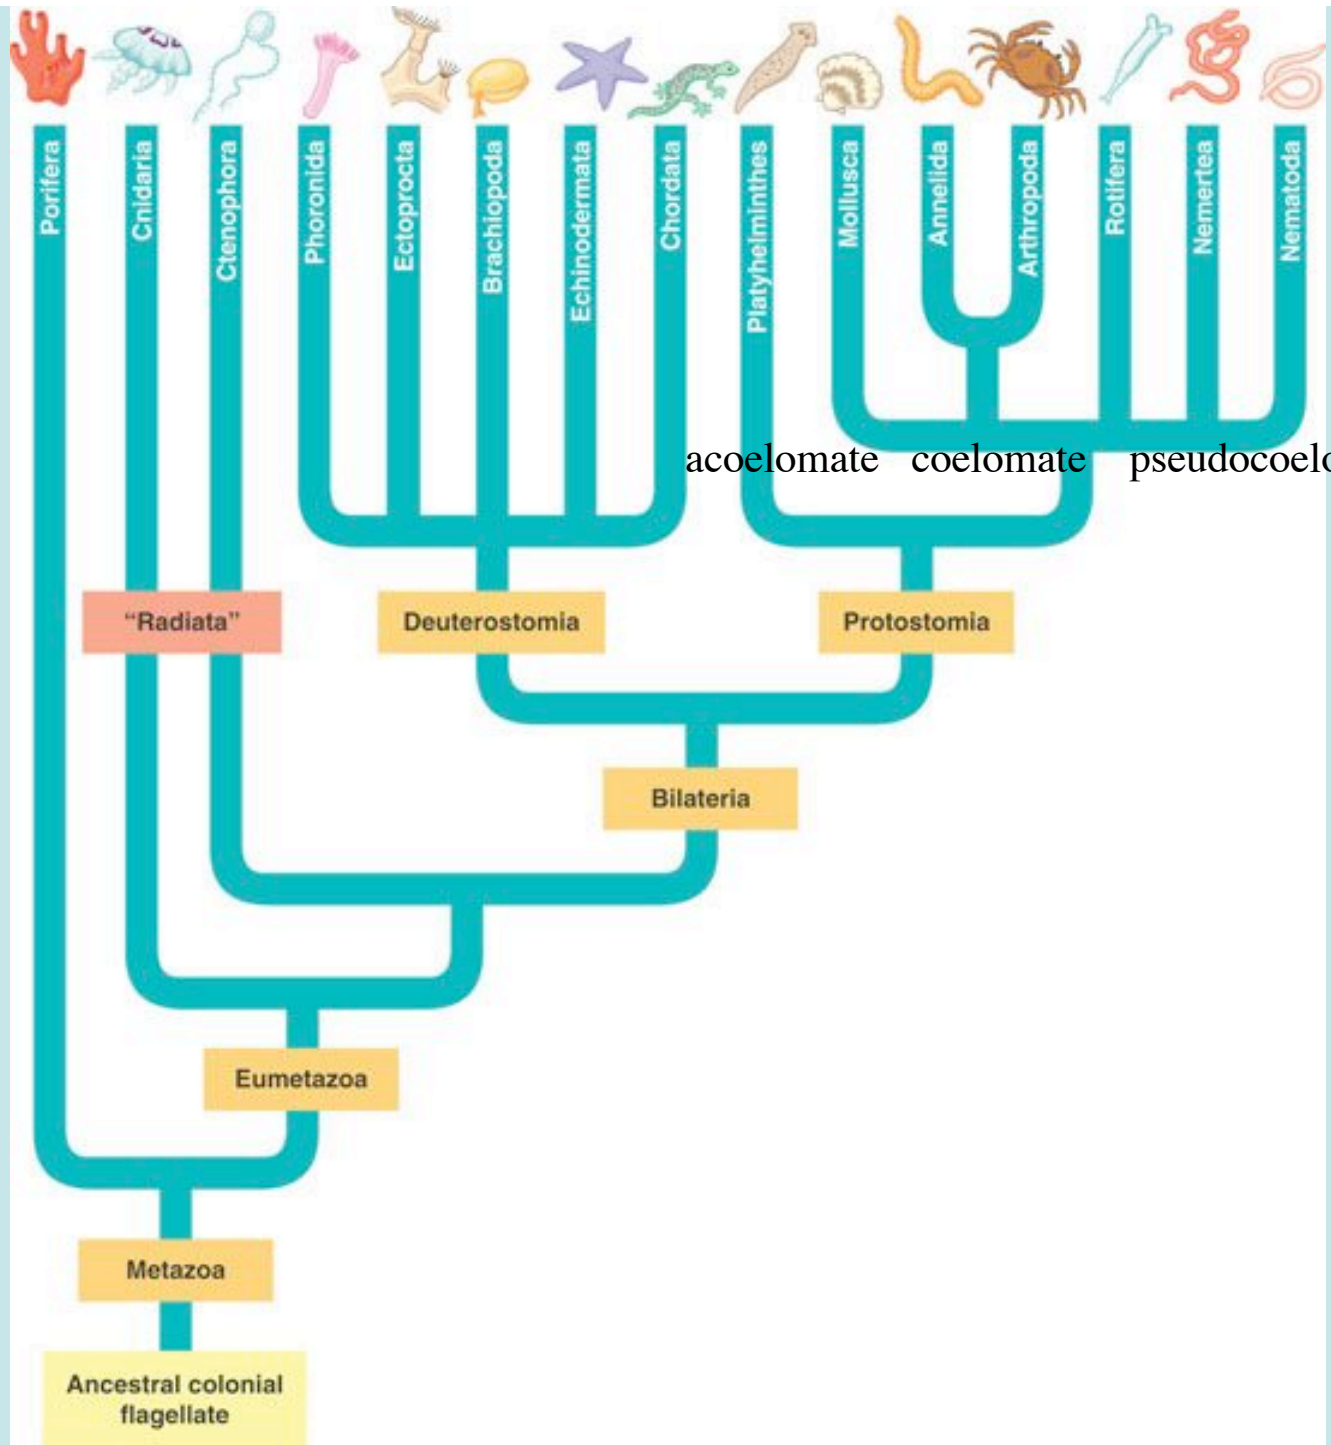 Porifera
Cnidaria
Ctenophora
Phoronida
Ectoprocta
Brachiopoda
Echinodermata
Chordata
Platyhelminthes
Mollusca
Annelida
Arthropoda
Rotifera
Nemertea
Nematoda
acoelomate coelomate pseudocoelo
"Radiata"
Deuterostomia
Protostomia
Bilateria
Eumetazoa
Metazoa
Ancestral colonial
flagellate